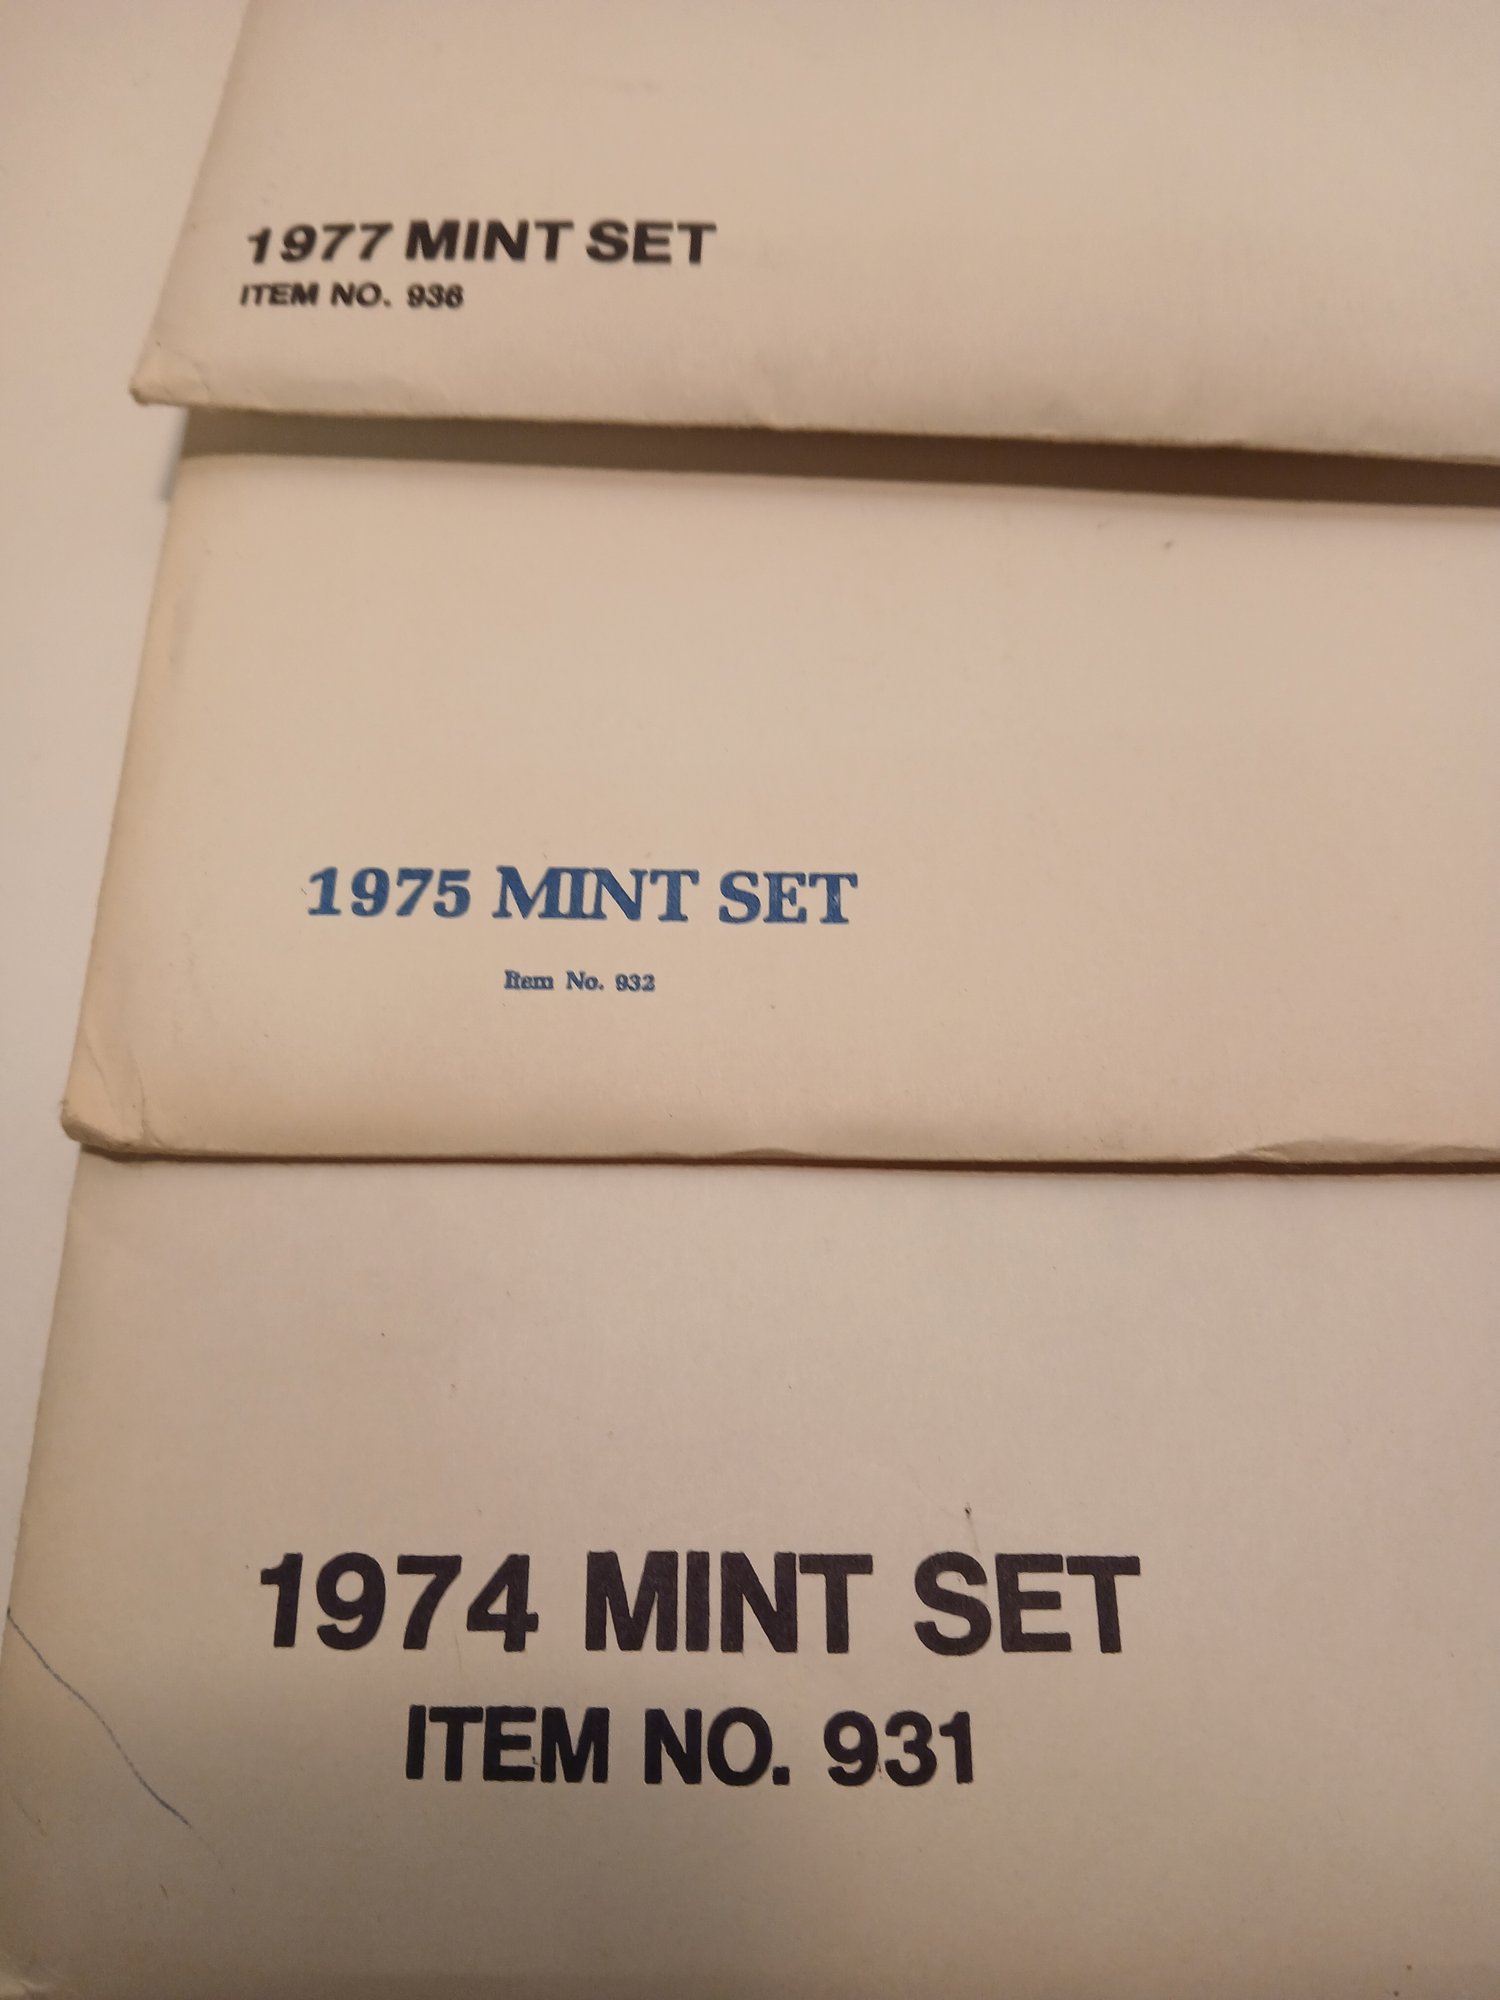 1977 MINT SET
ITEM NO. 936
1975 MINT SET
Item No. 932
1974 MINT SET
ITEM NO. 931